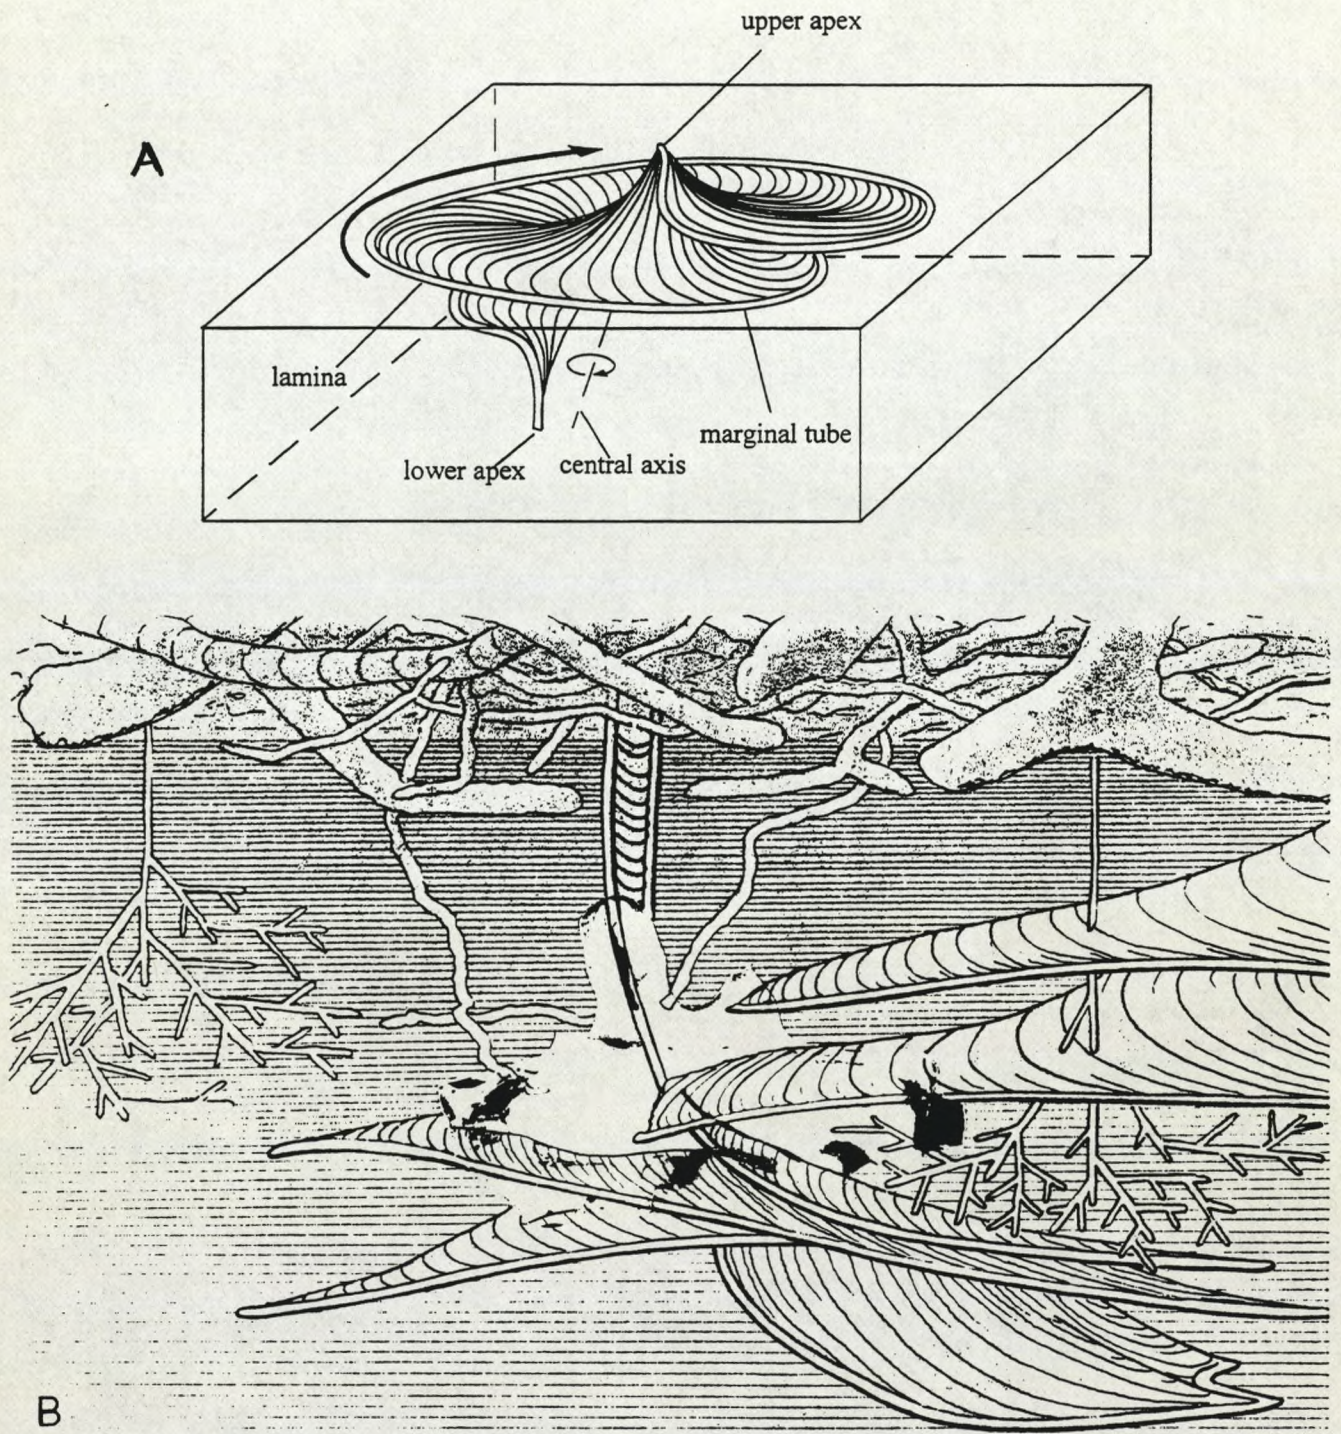 upper apex
A
lamina
marginal tube
lower apex
central axis
B